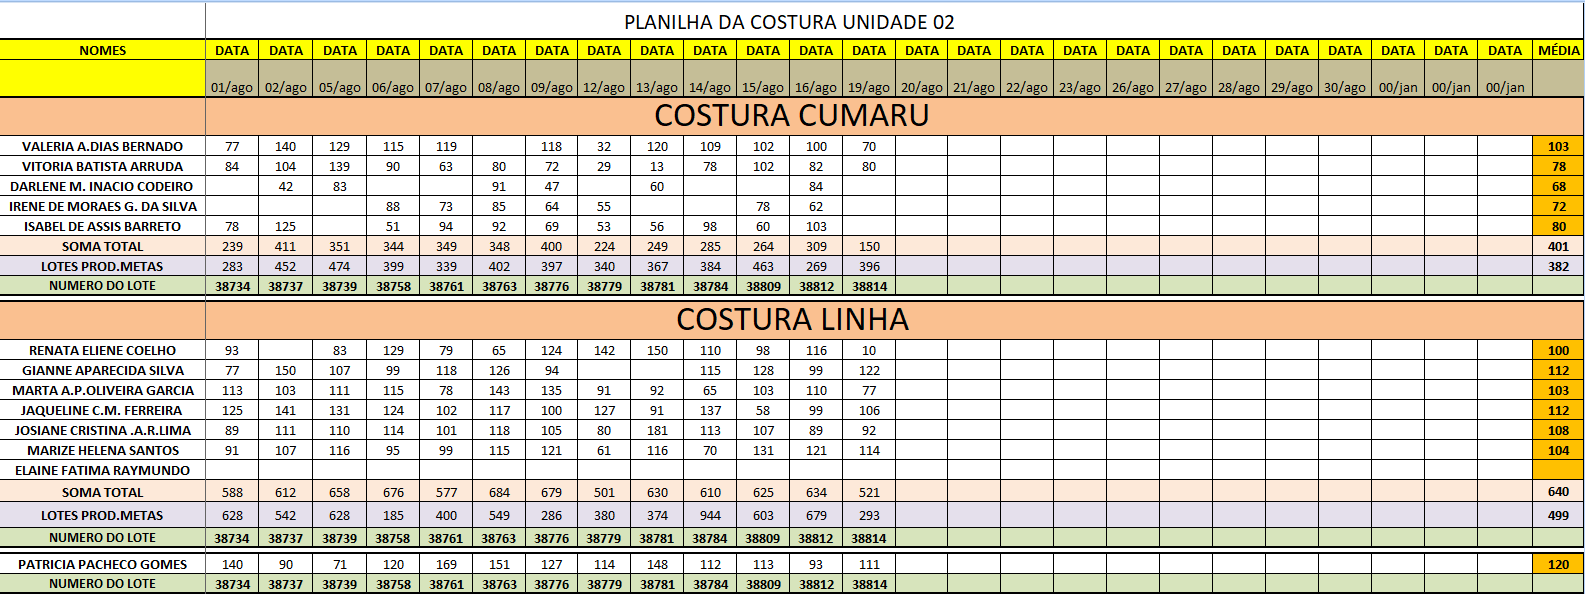 PLANILHA DA COSTURA UNIDADE 02
NOMES DATA DATA DATA DATA DATA DATA DATA DATA DATA DATA DATA DATA DATA DATA DATA DATA DATA DATA DATA DATA DATA DATA DATA DATA DATA MÉDIA
01/ago 02/ago 05/ago 06/ago 07/ago 08/ago 09/ago 12/ago 13/ago 14/ago 15/ago 16/ago 19/ago 20/ago 21/ago 22/ago 23/ago 26/ago 27/ago 28/ago 29/ago 30/ago 00/jan 00/jan 00/jan
COSTURA CUMARU
VALERIA A.DIAS BERNADO 77 140 129 115 119 118 32 120 109 102 100 70 103
VITORIA BATISTA ARRUDA 84 104 139 90 63 80 72 29 13 78 102 82 80 78
DARLENE M. INACIO CODEIRO 42 83 91 47 60 84 68
IRENE DE MORAES G. DA SILVA 88 73 85 64 55 78 62 72
ISABEL DE ASSIS BARRETO 78 125 51 94 92 69 53 56 98 60 103 80
SOMA TOTAL 239 411 351 344 349 348 400 224 249 285 264 309 150 401
LOTES PROD.METAS 283 452 474 399 339 402 397 340 367 384 463 269 396 382
NUMERO DO LOTE 38734 38737 38739 38758 38761 38763 38776 38779 38781 38784 38809 38812 38814
COSTURA LINHA
RENATA ELIENE COELHO 93 83 129 79 65 124 142 150 110 98 116 10 100
GIANNE APARECIDA SILVA 77 150 107 99 118 126 94 115 128 99 122 112
MARTA A.P.OLIVEIRA GARCIA 113 103 111 115 78 143 135 91 92 65 103 110 77 103
JAQUELINE C.M. FERREIRA 125 141 131 124 102 117 100 127 91 137 58 99 106 112
JOSIANE CRISTINA .A.R.LIMA 89 111 110 114 101 118 105 80 181 113 107 89 92 108
MARIZE HELENA SANTOS 91 107 116 95 99 115 121 61 116 70 131 121 114 104
ELAINE FATIMA RAYMUNDO
SOMA TOTAL 588 612 658 676 577 684 679 501 630 610 625 634 521 640
LOTES PROD.METAS 628 542 628 185 400 549 286 380 374 944 603 679 293 499
NUMERO DO LOTE 38734 38737 38739 38758 38761 38763 38776 38779 38781 38784 38809 38812 38814
PATRICIA PACHECO GOMES 140 90 71 120 169 151 127 114 148 112 113 93 111 120
NUMERO DO LOTE 38734 38737 38739 38758 38761 38763 38776 38779 38781 38784 38809 38812 38814